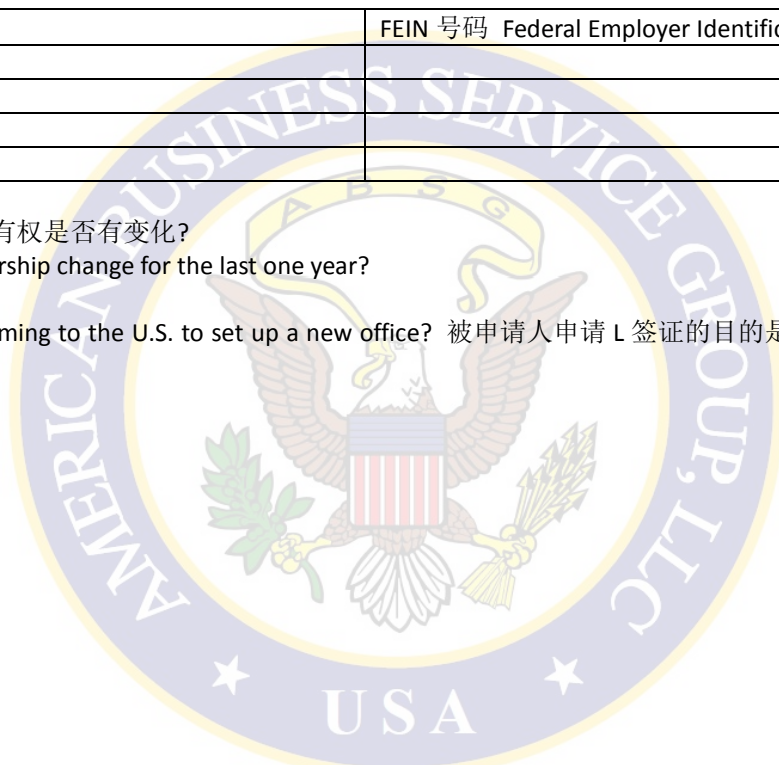 FEIN 号码 Federal Employer Identific
有权是否有变化?
rship change for the last one year?
ming to the U.S. to set up a new office? 被申请人申请 L 签证的目的是
AMERICAN BUSINESS SERVICE GROUP, LLC
A B S G
★ USA ★